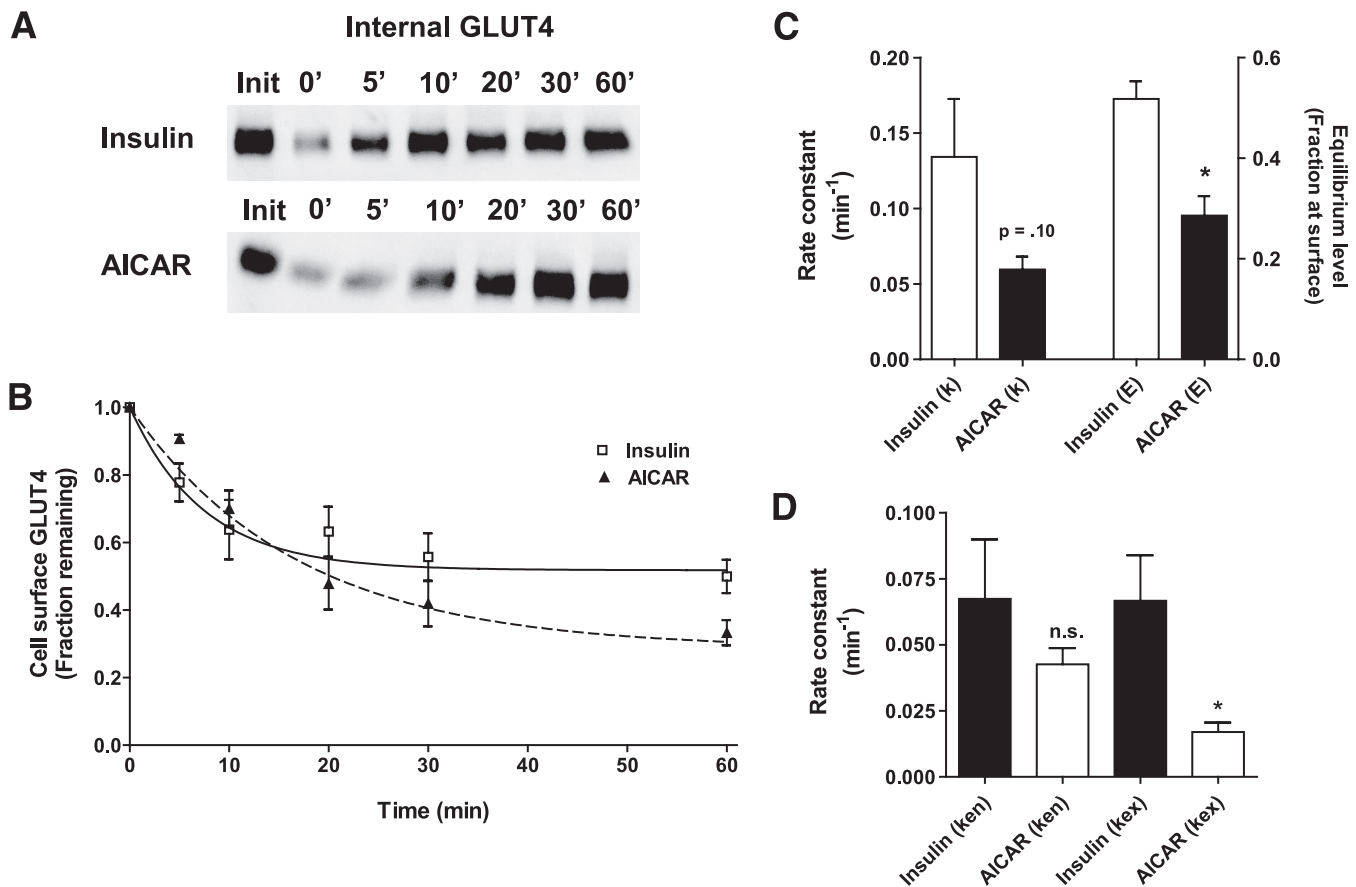 A
Internal GLUT4
Init 0’ 5’ 10’ 20’ 30’ 60’
Insulin
Init 0’ 5’ 10’ 20’ 30’ 60’
AICAR
B
Cell surface GLUT4
(Fraction remaining)
1.0
0.8
0.6
0.4
0.2
0.0
Insulin
AICAR
0 10 20 30 40 50 60
Time (min)
C
Rate constant
(min-1)
0.20
0.15
0.10
0.05
0.00
p = .10
*
0.6
0.4
0.2
0.0
Equilibrium level
(Fraction at surface)
Insulin (k)
AICAR (k)
Insulin (E)
AICAR (E)
D
Rate constant
(min-1)
0.100
0.075
0.050
0.025
0.000
n.s.
*
Insulin (ken)
AICAR (ken)
Insulin (kex)
AICAR (kex)